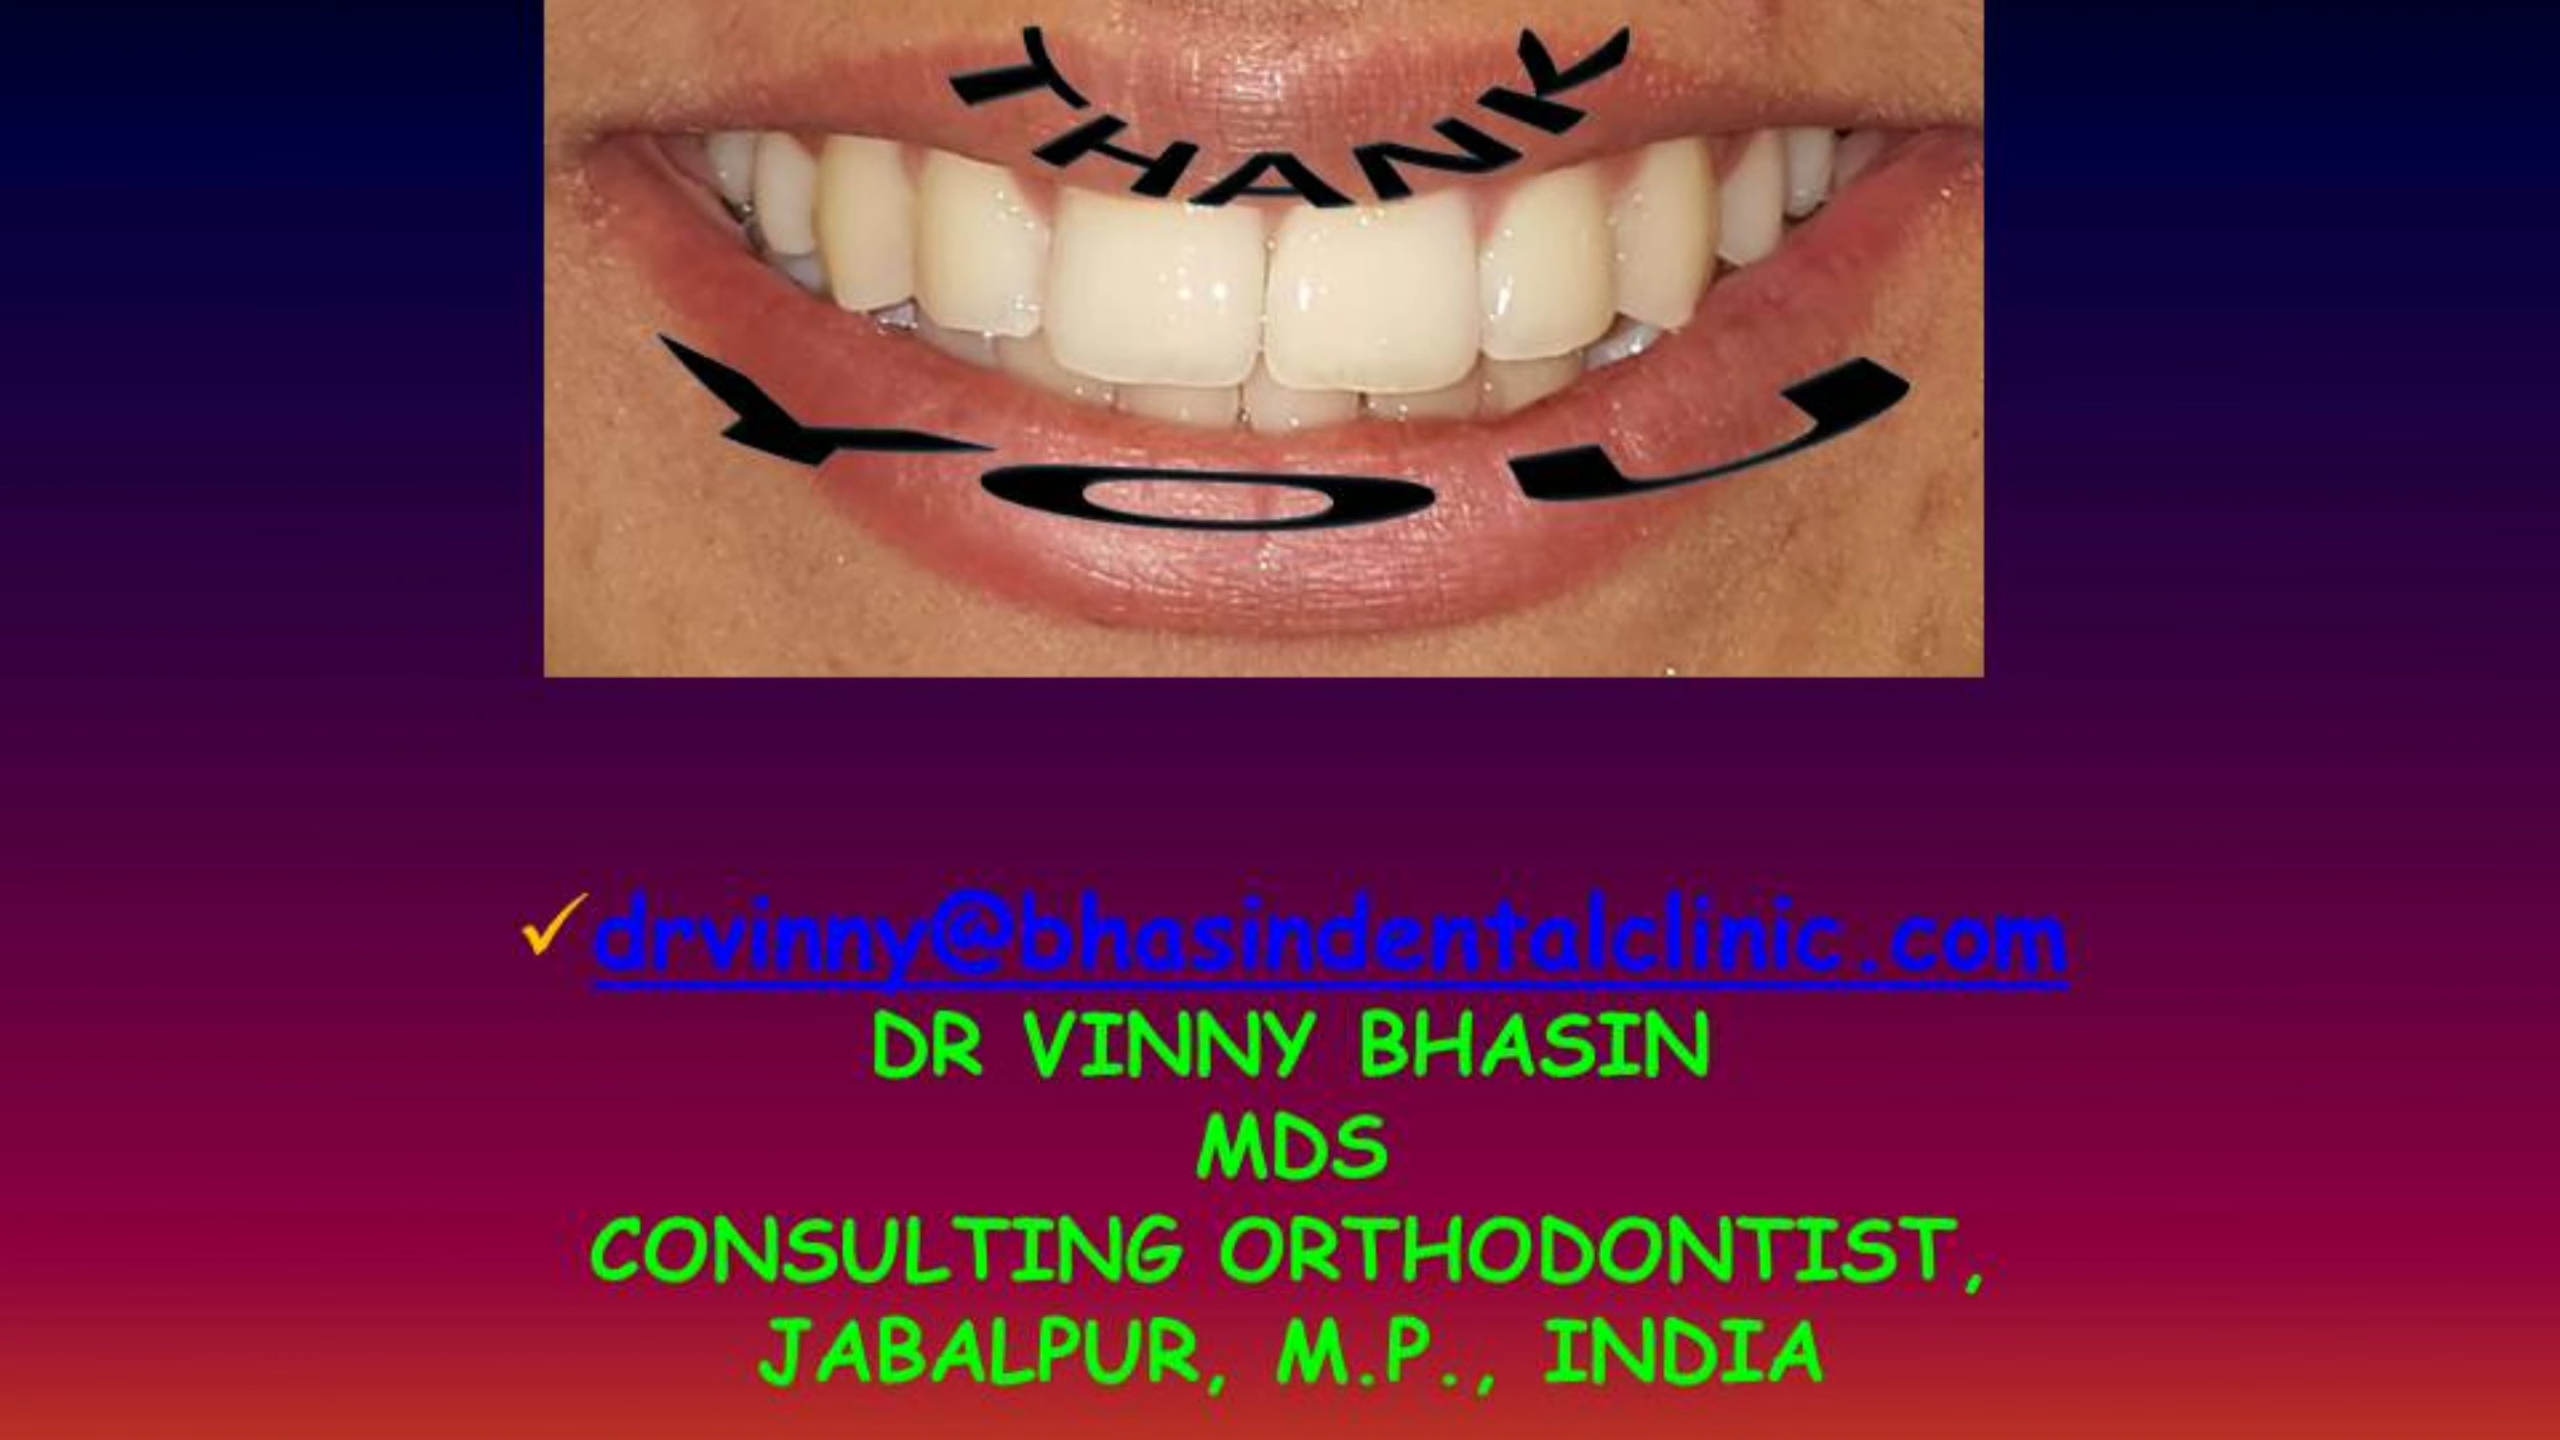 THANK
YOU
✓drvinny@bhasindentalclinic.com
DR VINNY BHASIN
MDS
CONSULTING ORTHODONTIST,
JABALPUR, M.P., INDIA